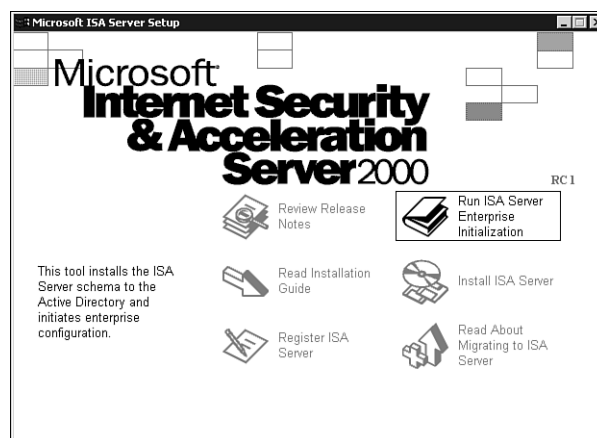 Microsoft ISA Server Setup
Microsoft
Internet Security
& Acceleration
Server 2000
RC1
Review Release
Notes
Run ISA Server
Enterprise
Initialization
This tool installs the ISA
Server schema to the
Active Directory and
initiates enterprise
configuration.
Read Installation
Guide
Install ISA Server
Register ISA
Server
Read About
Migrating to ISA
Server